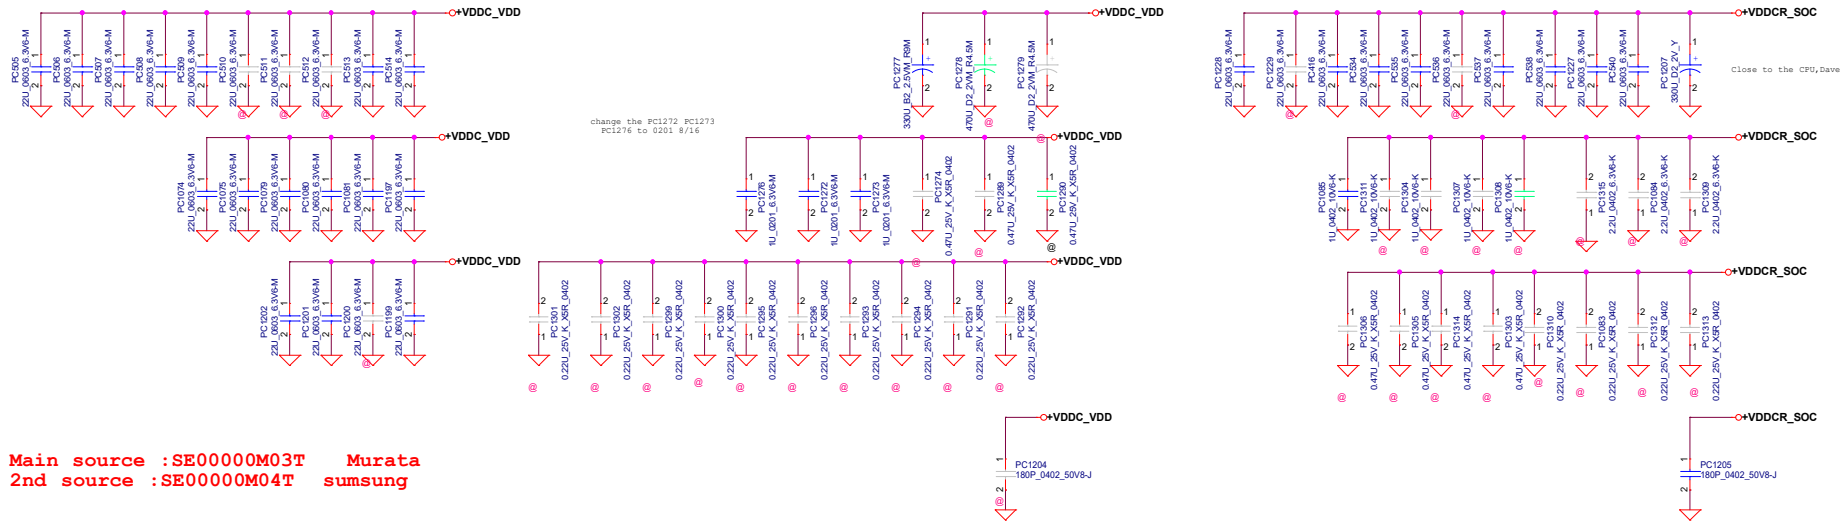 +VDDC_VDD
PC505
22U_0603_6.3V6-M
PC506
22U_0603_6.3V6-M
PC507
22U_0603_6.3V6-M
PC508
22U_0603_6.3V6-M
PC509
22U_0603_6.3V6-M
PC510
22U_0603_6.3V6-M
PC511
22U_0603_6.3V6-M
PC512
22U_0603_6.3V6-M
PC513
22U_0603_6.3V6-M
PC514
22U_0603_6.3V6-M
@ @ @
+VDDC_VDD
PC1074
22U_0603_6.3V6-M
PC1075
22U_0603_6.3V6-M
PC1079
22U_0603_6.3V6-M
PC1080
22U_0603_6.3V6-M
PC1081
22U_0603_6.3V6-M
PC1197
22U_0603_6.3V6-M
+VDDC_VDD
PC1202
22U_0603_6.3V6-M
PC1201
22U_0603_6.3V6-M
PC1200
22U_0603_6.3V6-M
PC1199
22U_0603_6.3V6-M
@
Main source :SE00000M03T Murata
2nd source :SE00000M04T sumsung
+VDDC_VDD
PC1277
330U_B2_2.5VM_R9M
PC1278
470U_D2_2VM_R4.5M
PC1279
470U_D2_2VM_R4.5M
@ @
change the PC1272 PC1273
PC1276 to 0201 8/16
+VDDC_VDD
PC1276
1U_0201_6.3V6-M
PC1272
1U_0201_6.3V6-M
PC1273
1U_0201_6.3V6-M
PC1274
0.47U_25V_K_X5R_0402
PC1289
0.47U_25V_K_X5R_0402
PC1290
0.47U_25V_K_X5R_0402
@ @ @
+VDDC_VDD
PC1301
0.22U_25V_K_X5R_0402
PC1302
0.22U_25V_K_X5R_0402
PC1299
0.22U_25V_K_X5R_0402
PC1300
0.22U_25V_K_X5R_0402
PC1295
0.22U_25V_K_X5R_0402
PC1296
0.22U_25V_K_X5R_0402
PC1293
0.22U_25V_K_X5R_0402
PC1294
0.22U_25V_K_X5R_0402
PC1291
0.22U_25V_K_X5R_0402
PC1292
0.22U_25V_K_X5R_0402
@ @ @ @ @ @ @ @ @ @
+VDDC_VDD
PC1204
180P_0402_50V8-J
@
+VDDCR_SOC
PC1228
22U_0603_6.3V6-M
PC1229
22U_0603_6.3V6-M
PC416
22U_0603_6.3V6-M
PC534
22U_0603_6.3V6-M
PC535
22U_0603_6.3V6-M
PC536
22U_0603_6.3V6-M
PC537
22U_0603_6.3V6-M
PC538
22U_0603_6.3V6-M
PC1227
22U_0603_6.3V6-M
PC540
22U_0603_6.3V6-M
PC1207
330U_D2_2V_Y
@ @
Close to the CPU,Dave
+VDDCR_SOC
PC1085
1U_0402_10V6-K
PC1311
1U_0402_10V6-K
PC1304
1U_0402_10V6-K
PC1307
1U_0402_10V6-K
PC1308
1U_0402_10V6-K
PC1315
2.2U_0402_6.3V6-K
PC1084
2.2U_0402_6.3V6-K
PC1309
2.2U_0402_6.3V6-K
@ @ @ @ @ @ @
+VDDCR_SOC
PC1306
0.47U_25V_K_X5R_0402
PC1305
0.47U_25V_K_X5R_0402
PC1314
0.47U_25V_K_X5R_0402
PC1303
0.47U_25V_K_X5R_0402
PC1310
0.22U_25V_K_X5R_0402
PC1083
0.22U_25V_K_X5R_0402
PC1312
0.22U_25V_K_X5R_0402
PC1313
0.22U_25V_K_X5R_0402
@ @ @ @ @ @ @ @
+VDDCR_SOC
PC1205
180P_0402_50V8-J